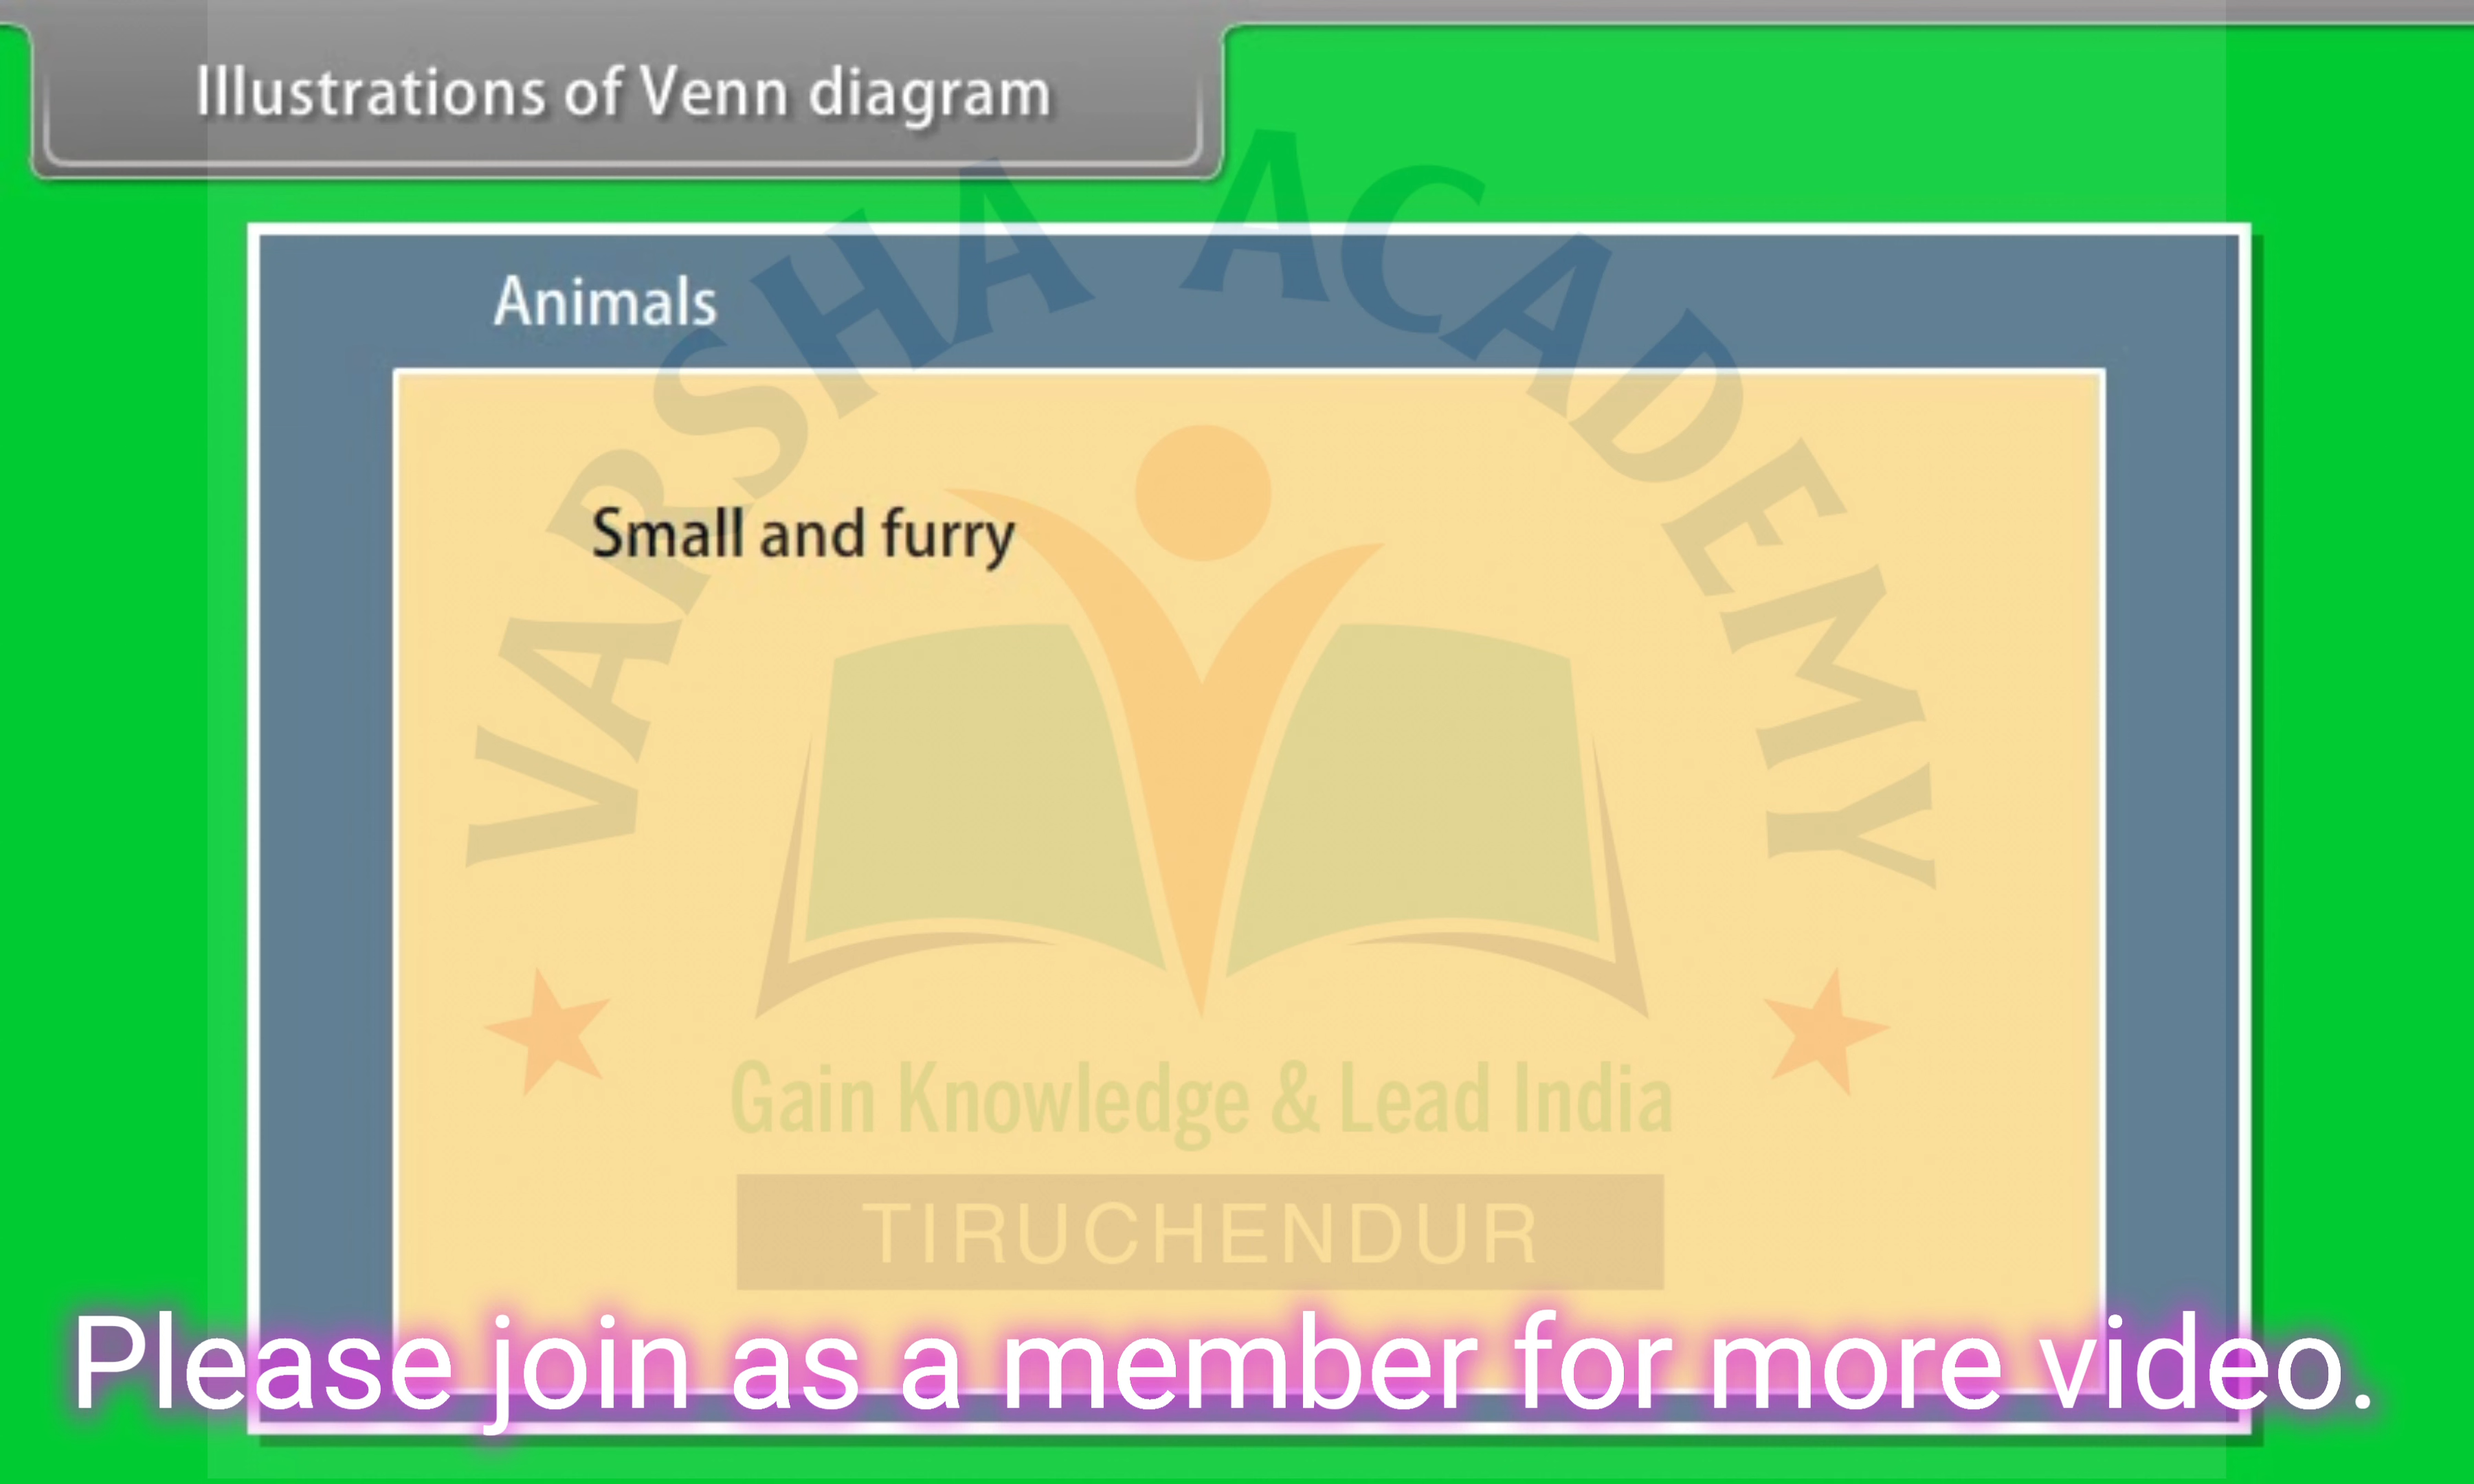 Illustrations of Venn diagram
VARSHA ACADEMY
Animals
Small and furry
Gain Knowledge & Lead India
TIRUCHENDUR
Please join as a member for more video.